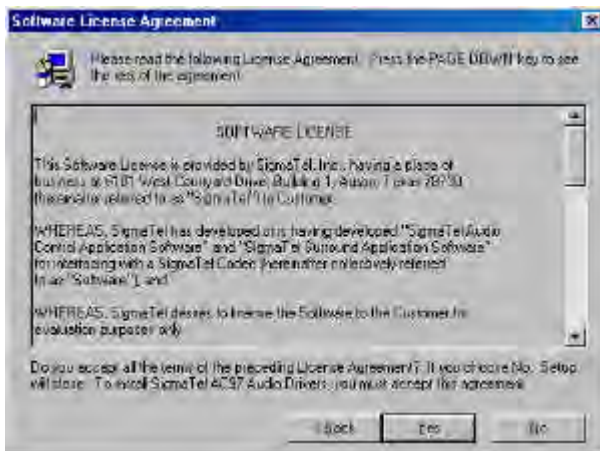 Software License Agreement
Please read the following License Agreement. Press the PAGE DOWN key to see
the rest of the agreement.
SOFTWARE LICENSE
This Software License is provided by SigmaTel, Inc., having a place of
business at West Courtyard Drive, Building 1, Austin, Texas
(hereinafter referred to as "SigmaTel") to Customer.
WHEREAS, SigmaTel has developed or is having developed "SigmaTel Audio
Control Application Software" and "SigmaTel Surround Application Software"
for interfacing with a SigmaTel Codec (hereinafter collectively referred
to as "Software"), and
WHEREAS, SigmaTel desires to license the Software to the Customer for
evaluation purposes only
Do you accept all the terms of the preceding License Agreement? If you choose No, Setup
will close. To install SigmaTel AC97 Audio Drivers, you must accept this agreement.
< Back
Yes
No